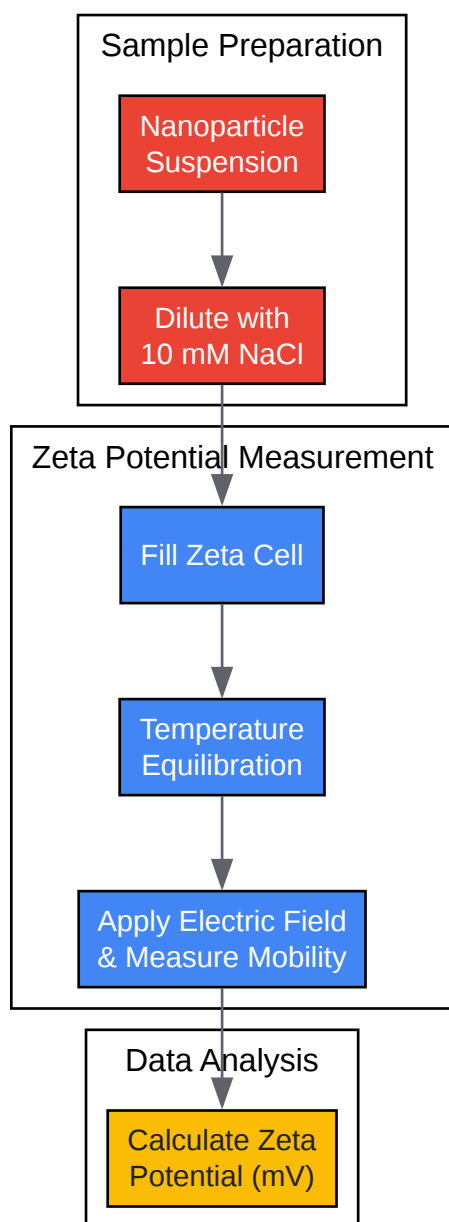 Sample Preparation
Nanoparticle
Suspension
Dilute with
10 mM NaCl
Zeta Potential Measurement
Fill Zeta Cell
Temperature
Equilibration
Apply Electric Field
& Measure Mobility
Data Analysis
Calculate Zeta
Potential (mV)